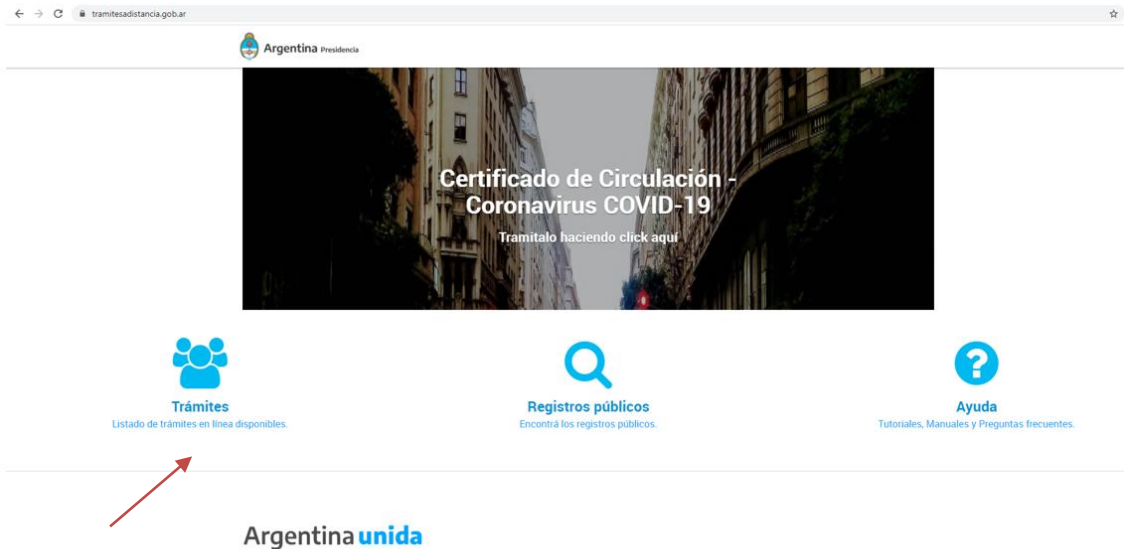 tramitesadistancia.gob.ar
Argentina Presidencia
Certificado de Circulación -
Coronavirus COVID-19
Tramitalo haciendo click aquí
Trámites
Listado de trámites en línea disponibles.
Registros públicos
Encontrá los registros públicos.
Ayuda
Tutoriales, Manuales y Preguntas frecuentes.
Argentina unida